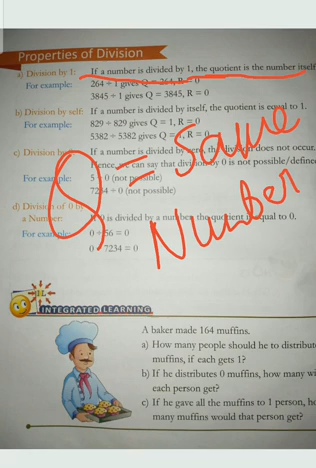 Properties of Division
a) Division by 1: If a number is divided by 1, the quotient is the number itself
For example: 264 ÷ 1 gives Q = 264, R = 0
3845 ÷ 1 gives Q = 3845, R = 0
b) Division by self: If a number is divided by itself, the quotient is equal to 1.
For example: 829 ÷ 829 gives Q = 1, R = 0
5382 ÷ 5382 gives Q = 1, R = 0
c) Division by If a number is divided by zero, the division does not occur.
Hence, we can say that division by 0 is not possible/define
For example: 5 ÷ 0 (not possible)
7234 ÷ 0 (not possible)
d) Division of 0 by
a Number: If 0 is divided by a number, the quotient is equal to 0.
For example: 0 ÷ 56 = 0
0 ÷ 7234 = 0
Q = Same
Number
INTEGRATED LEARNING
A baker made 164 muffins.
a) How many people should he to distribut
muffins, if each gets 1?
b) If he distributes 0 muffins, how many wi
each person get?
c) If he gave all the muffins to 1 person, h
many muffins would that person get?